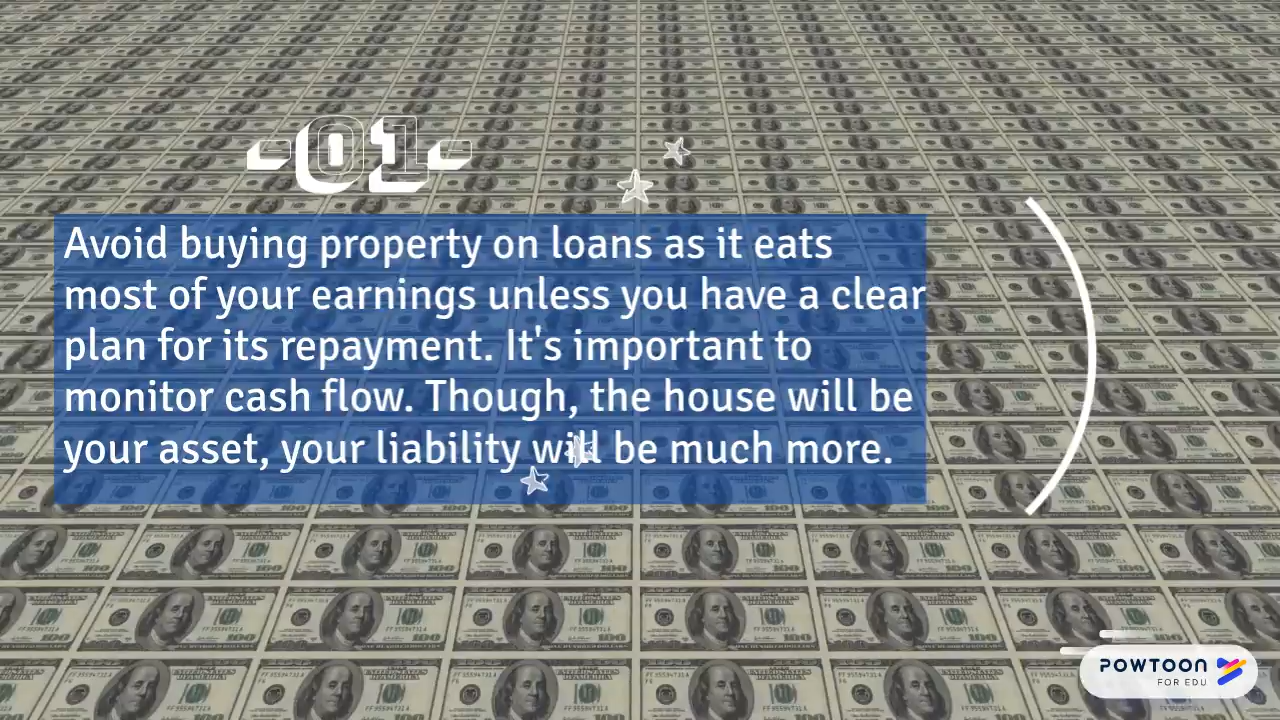 -01-
Avoid buying property on loans as it eats
most of your earnings unless you have a clear
plan for its repayment. It's important to
monitor cash flow. Though, the house will be
your asset, your liability will be much more.
POWTOON
FOR EDU